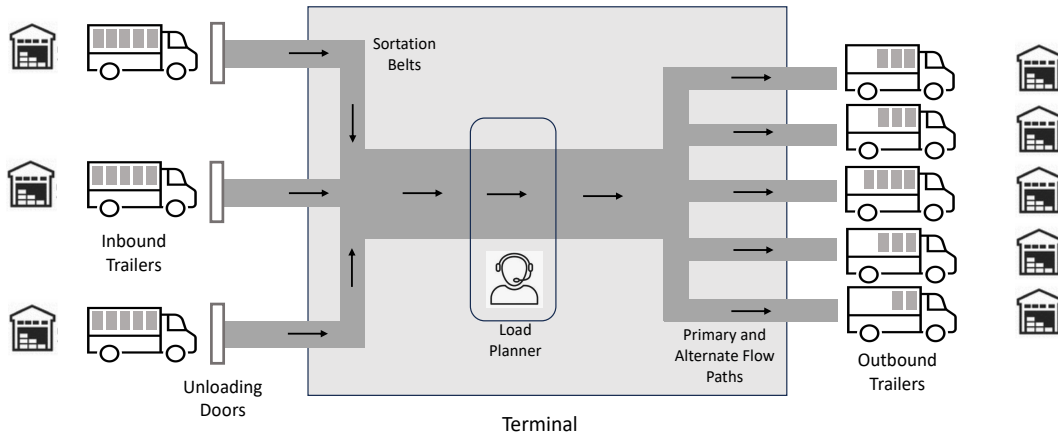 Sortation
Belts
Inbound
Trailers
Load
Planner
Primary and
Alternate Flow
Paths
Outbound
Trailers
Unloading
Doors
Terminal